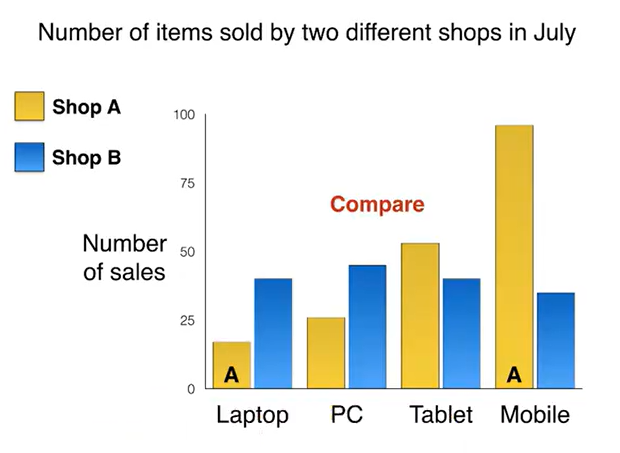 Number of items sold by two different shops in July
Shop A
Shop B
Number
of sales
100
75
50
25
0
Compare
A
A
Laptop
PC
Tablet
Mobile